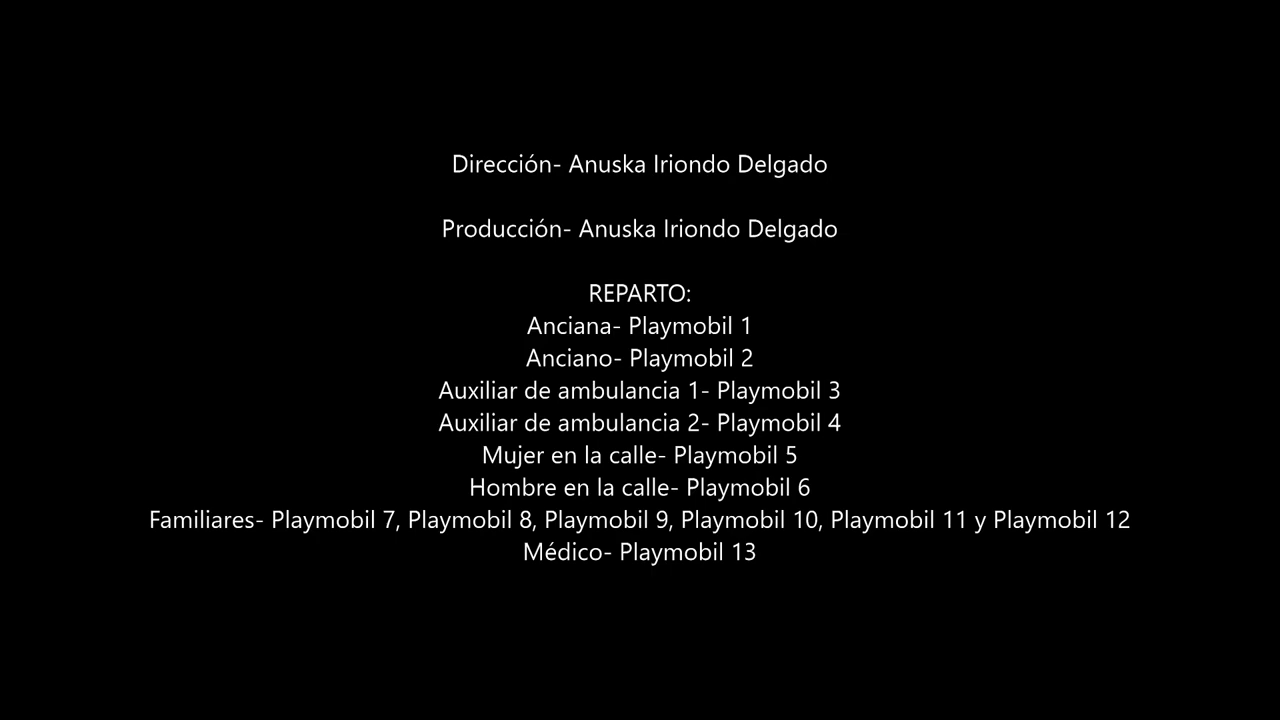 Dirección- Anuska Iriondo Delgado
Producción- Anuska Iriondo Delgado
REPARTO:
Anciana- Playmobil 1
Anciano- Playmobil 2
Auxiliar de ambulancia 1- Playmobil 3
Auxiliar de ambulancia 2- Playmobil 4
Mujer en la calle- Playmobil 5
Hombre en la calle- Playmobil 6
Familiares- Playmobil 7, Playmobil 8, Playmobil 9, Playmobil 10, Playmobil 11 y Playmobil 12
Médico- Playmobil 13